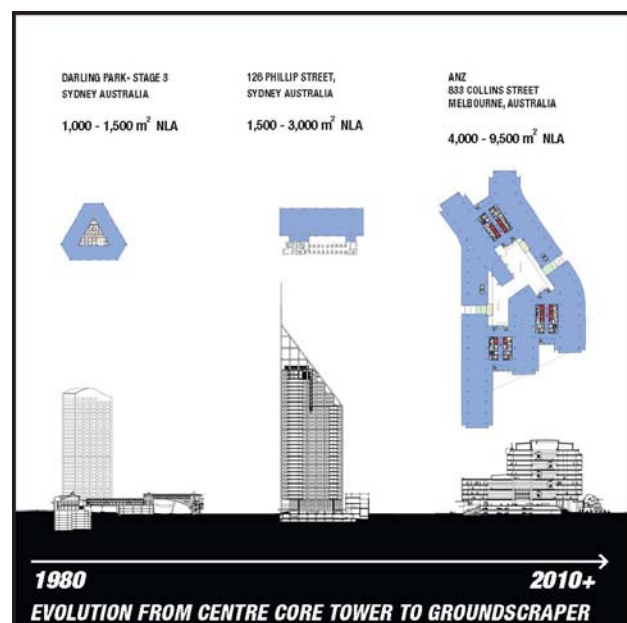 DARLING PARK- STAGE 3
SYDNEY AUSTRALIA
1,000 - 1,500 m² NLA
126 PHILLIP STREET,
SYDNEY AUSTRALIA
1,500 - 3,000 m² NLA
ANZ
833 COLLINS STREET
MELBOURNE, AUSTRALIA
4,000 - 9,500 m² NLA
1980
2010+
EVOLUTION FROM CENTRE CORE TOWER TO GROUNDSCRAPER